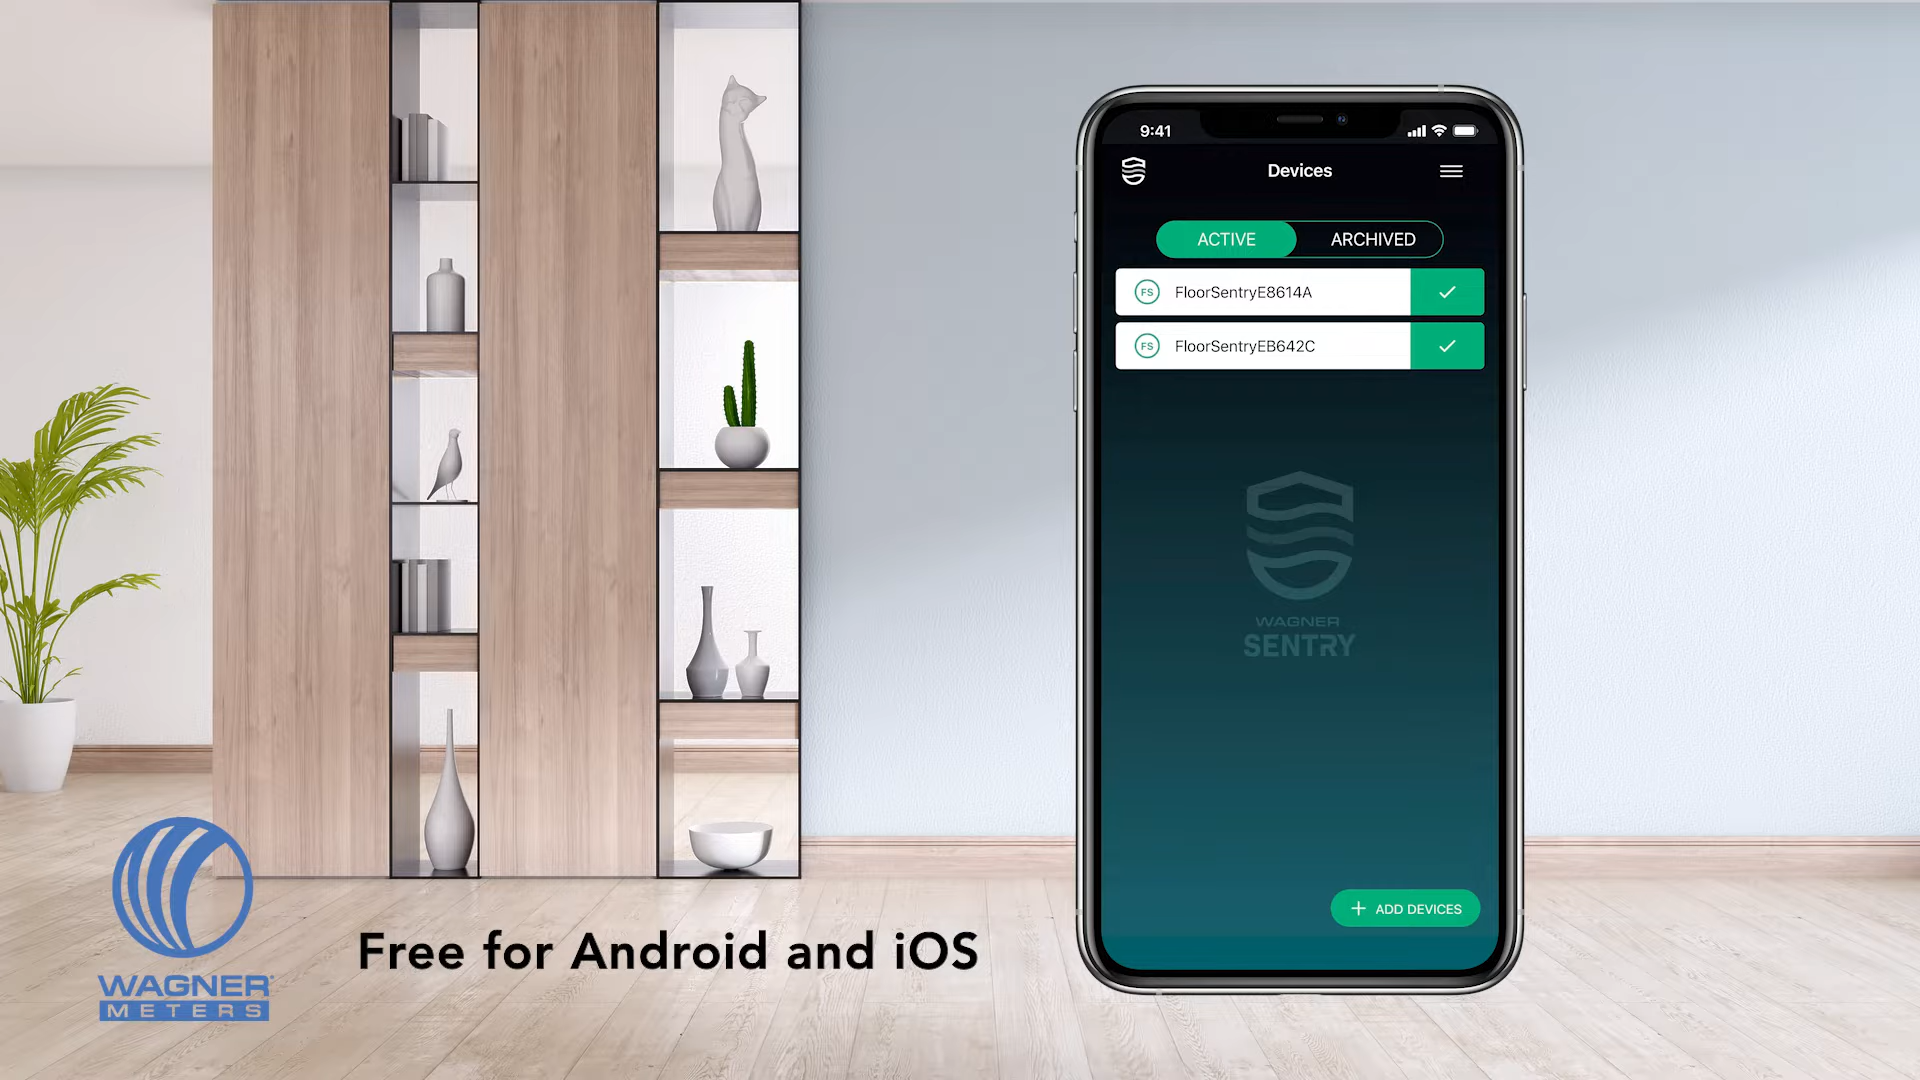 9:41
Devices
ACTIVE
ARCHIVED
FS FloorSentryE8614A
FS FloorSentryEB642C
WAGNER
SENTRY
+ ADD DEVICES
WAGNER
METERS
Free for Android and iOS